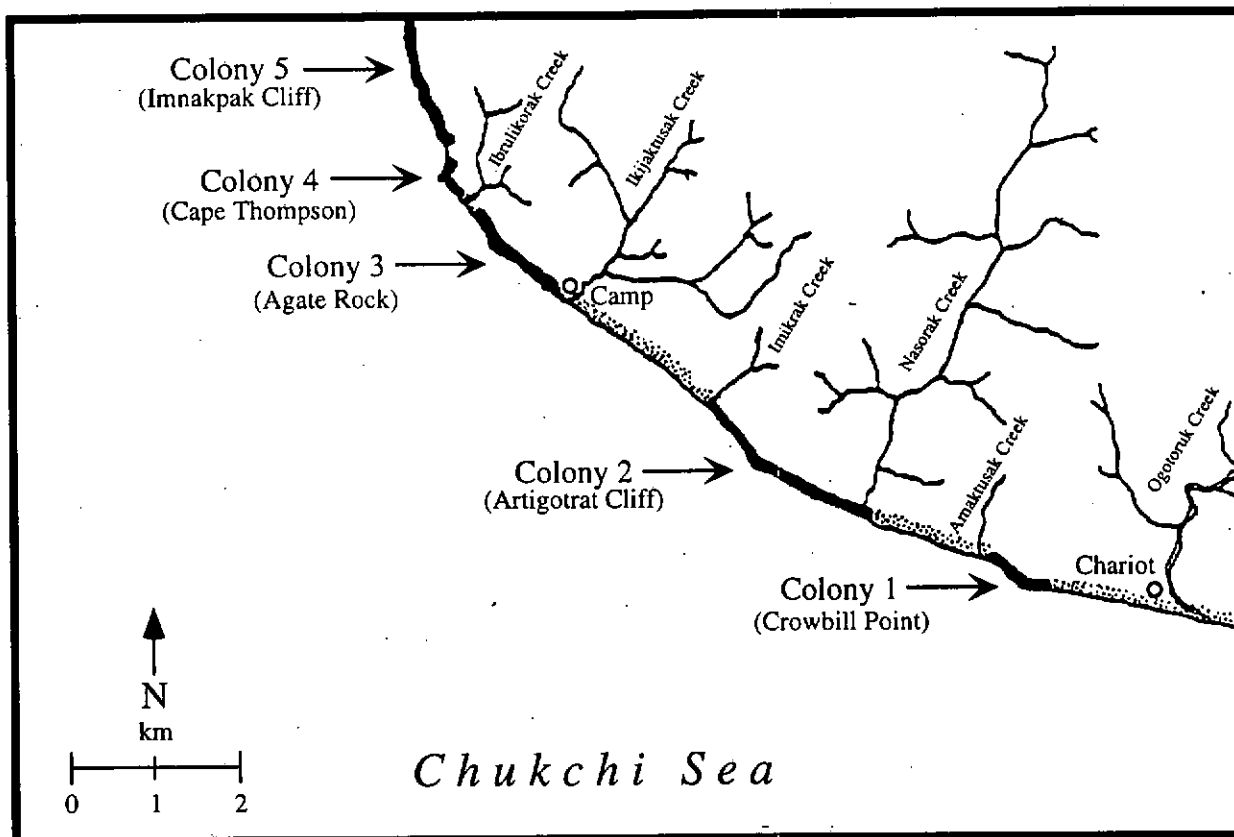 Colony 5
(Imnakpak Cliff)
Ibrulikorak Creek
Ikijaktusak Creek
Colony 4
(Cape Thompson)
Colony 3
(Agate Rock)
Camp
Imikrak Creek
Nasorak Creek
Colony 2
(Artigotrat Cliff)
Amaktusak Creek
Ogotoruk Creek
Chariot
Colony 1
(Crowbill Point)
N
km
0 1 2
Chukchi Sea